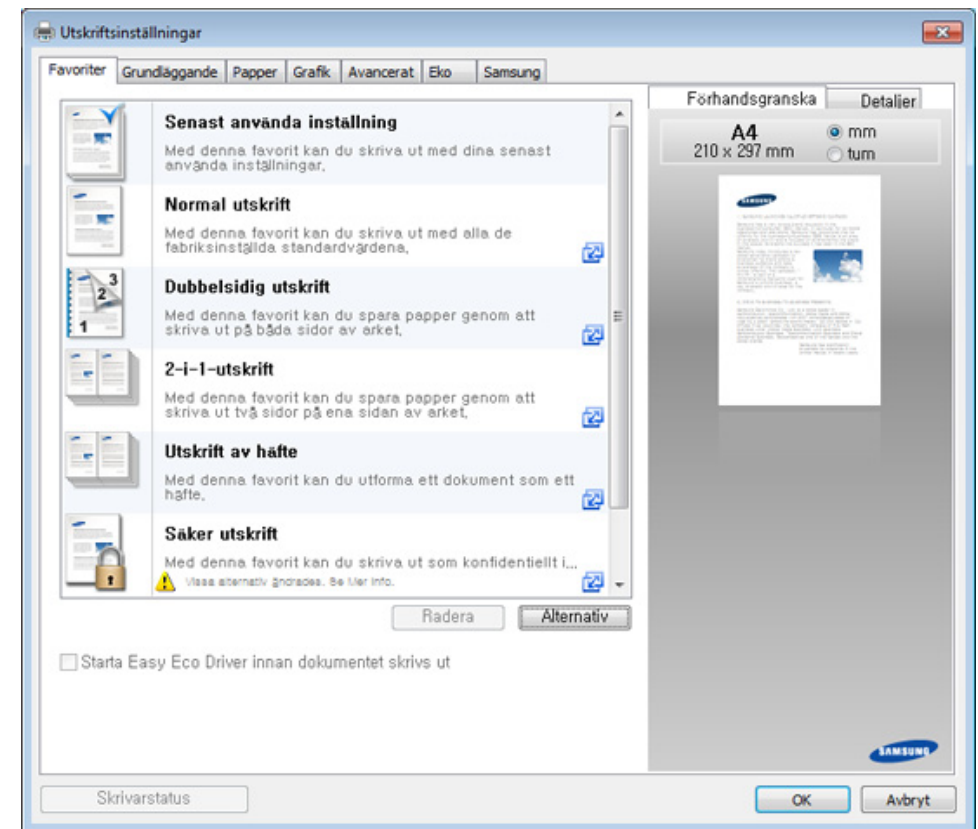 Utskriftsinställningar
Favoriter Grundläggande Papper Grafik Avancerat Eko Samsung
Senast använda inställning
Med denna favorit kan du skriva ut med dina senast
använda inställningar.
Normal utskrift
Med denna favorit kan du skriva ut med alla de
fabriksinställda standardvärdena.
3
2
1
Dubbelsidig utskrift
Med denna favorit kan du spara papper genom att
skriva ut på båda sidor av arket.
2-i-1-utskrift
Med denna favorit kan du spara papper genom att
skriva ut två sidor på ena sidan av arket.
Utskrift av häfte
Med denna favorit kan du utforma ett dokument som ett
häfte.
Säker utskrift
Med denna favorit kan du skriva ut som konfidentiellt i...
Vissa alternativ ändrades. Se Mer info.
Radera Alternativ
Starta Easy Eco Driver innan dokumentet skrivs ut
Förhandsgranska Detaljer
A4
210 x 297 mm
mm
tum
SAMSUNG
SAMSUNG
Skrivarstatus OK Avbryt